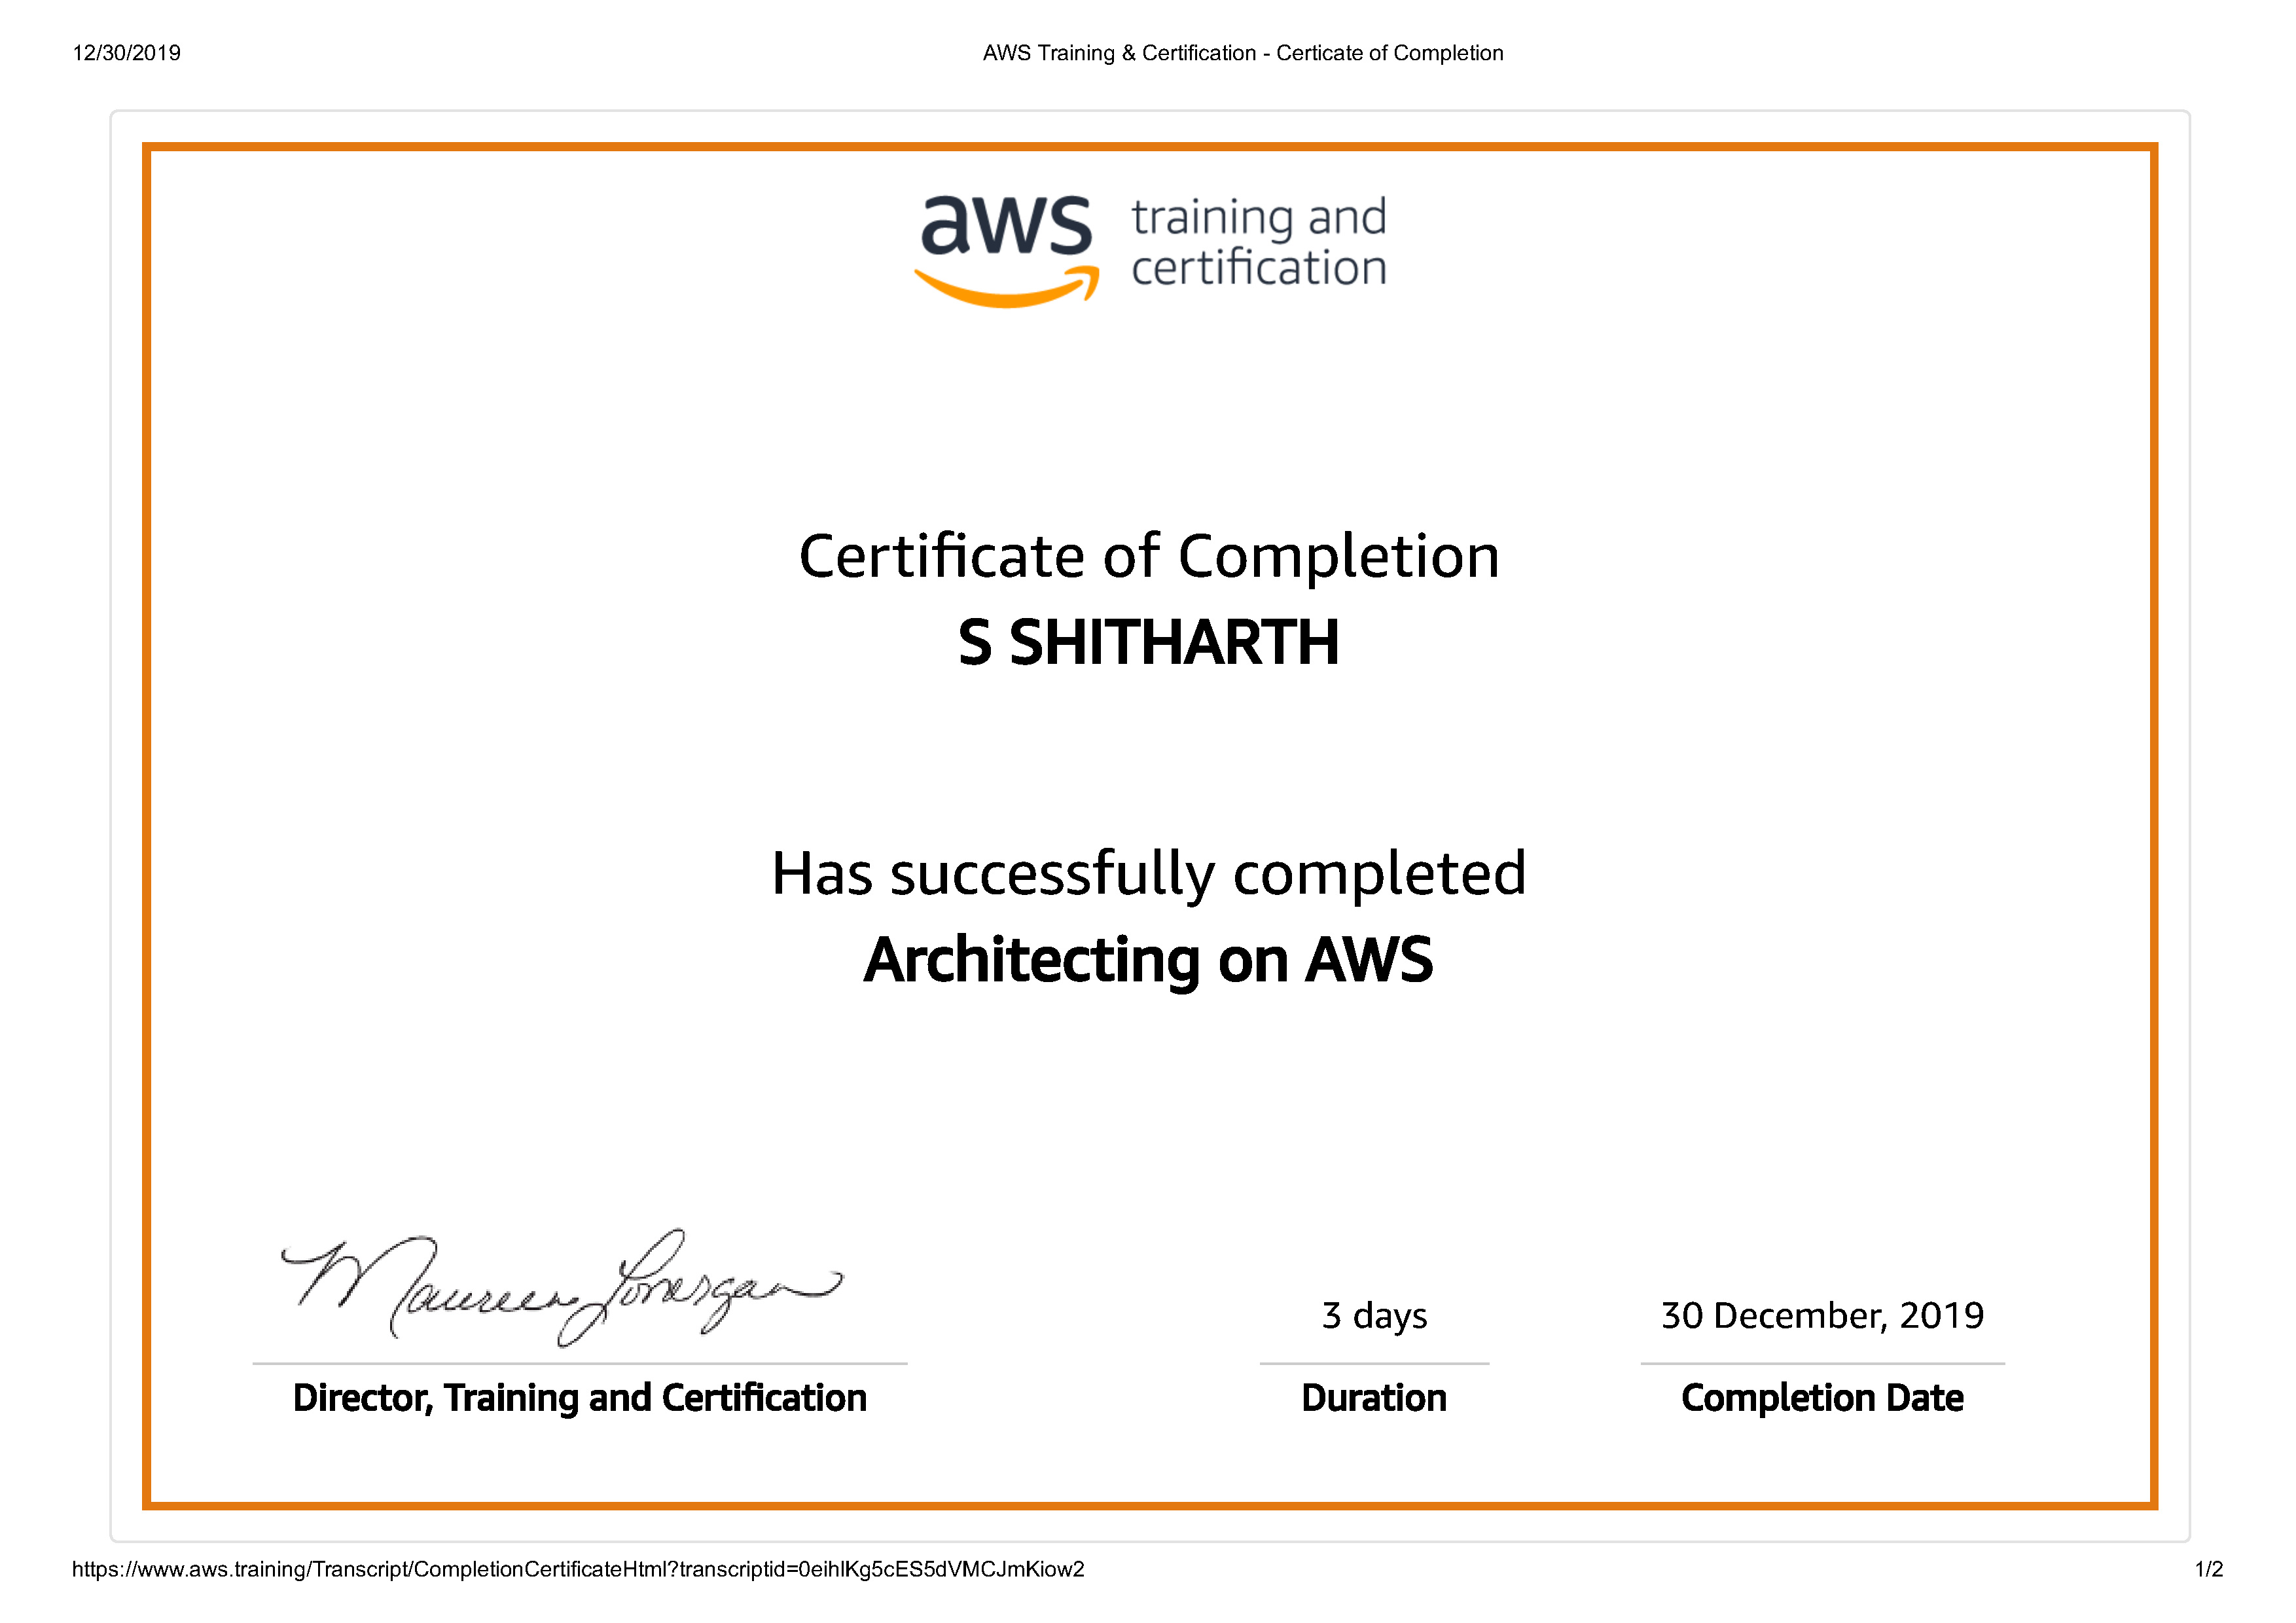 12/30/2019
AWS Training & Certification - Certicate of Completion
aws training and
certification
Certificate of Completion
S SHITHARTH
Has successfully completed
Architecting on AWS
Maureen Lonergan
3 days
30 December, 2019
Director, Training and Certification
Duration
Completion Date
https://www.aws.training/Transcript/CompletionCertificateHtml?transcriptid=0eihlKg5cES5dVMCJmKiow2
1/2